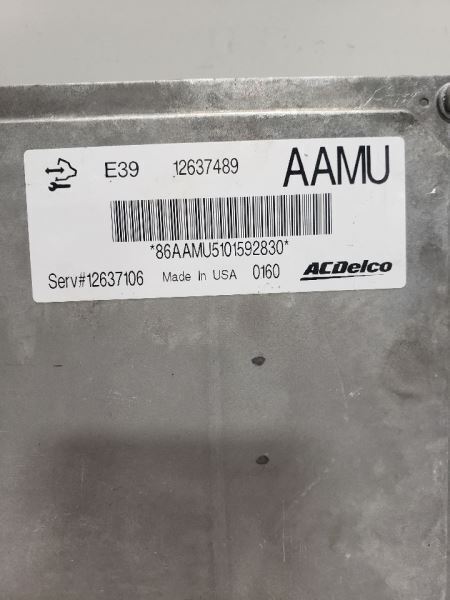 E39 12637489 AAMU
*86AAMU5101592830*
Serv#12637106 Made In USA 0160 ACDelco